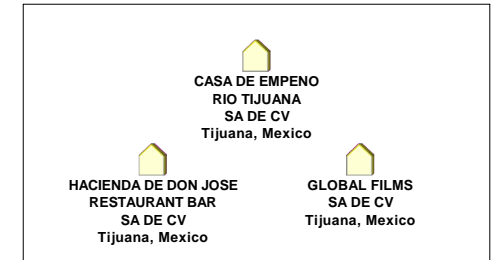 CASA DE EMPENO
RIO TIJUANA
SA DE CV
Tijuana, Mexico
HACIENDA DE DON JOSE
RESTAURANT BAR
SA DE CV
Tijuana, Mexico
GLOBAL FILMS
SA DE CV
Tijuana, Mexico